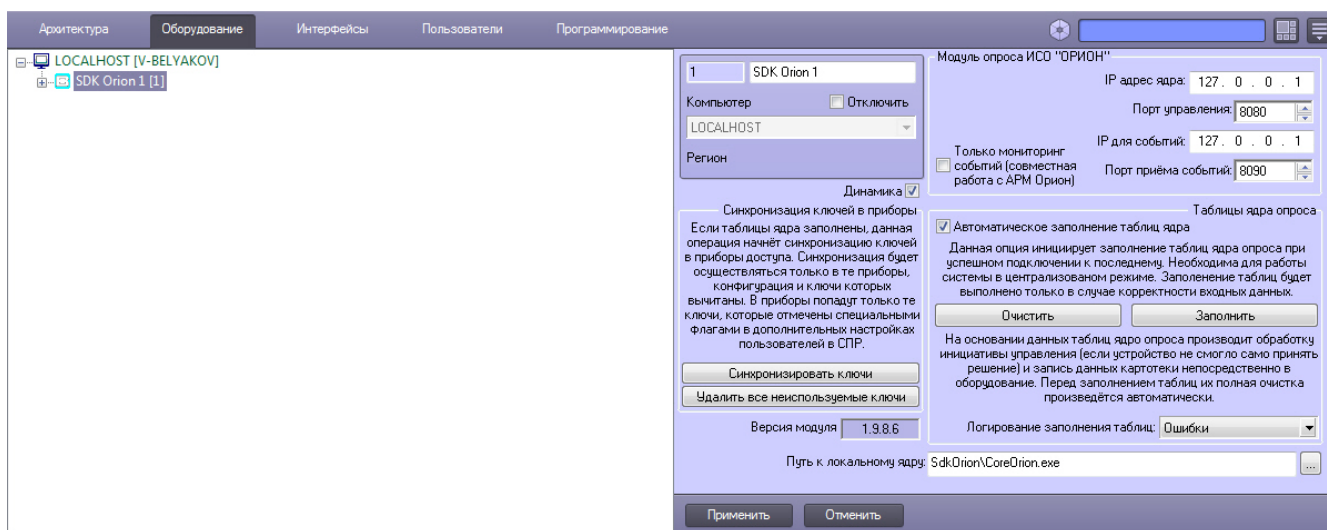 Архитектура Оборудование Интерфейсы Пользователи Программирование
LOCALHOST [V-BELYAKOV]
SDK Orion 1 [1]
1 SDK Orion 1
Компьютер Отключить
LOCALHOST
Регион
Динамика
Синхронизация ключей в приборы
Если таблицы ядра заполнены, данная
операция начнёт синхронизацию ключей
в приборы доступа. Синхронизация будет
осуществляться только в те приборы,
конфигурация и ключи которых
вычитаны. В приборы попадут только те
ключи, которые отмечены специальными
флагами в дополнительных настройках
пользователей в СПР.
Синхронизировать ключи
Удалить все неиспользуемые ключи
Версия модуля 1.9.8.6
Модуль опроса ИСО "ОРИОН"
IP адрес ядра: 127 . 0 . 0 . 1
Порт управления: 8080
IP для событий: 127 . 0 . 0 . 1
Только мониторинг
событий (совместная
работа с АРМ Орион)
Порт приёма событий: 8090
Таблицы ядра опроса
Автоматическое заполнение таблиц ядра
Данная опция инициирует заполнение таблиц ядра опроса при
успешном подключении к последнему. Необходима для работы
системы в централизованом режиме. Заполенение таблиц будет
выполнено только в случае корректности входных данных.
Очистить Заполнить
На основании данных таблиц ядро опроса производит обработку
инициативы управления (если устройство не смогло само принять
решение) и запись данных картотеки непосредственно в
оборудование. Перед заполнением таблиц их полная очистка
произведётся автоматически.
Логирование заполнения таблиц: Ошибки
Путь к локальному ядру: SdkOrion\CoreOrion.exe ...
Применить Отменить